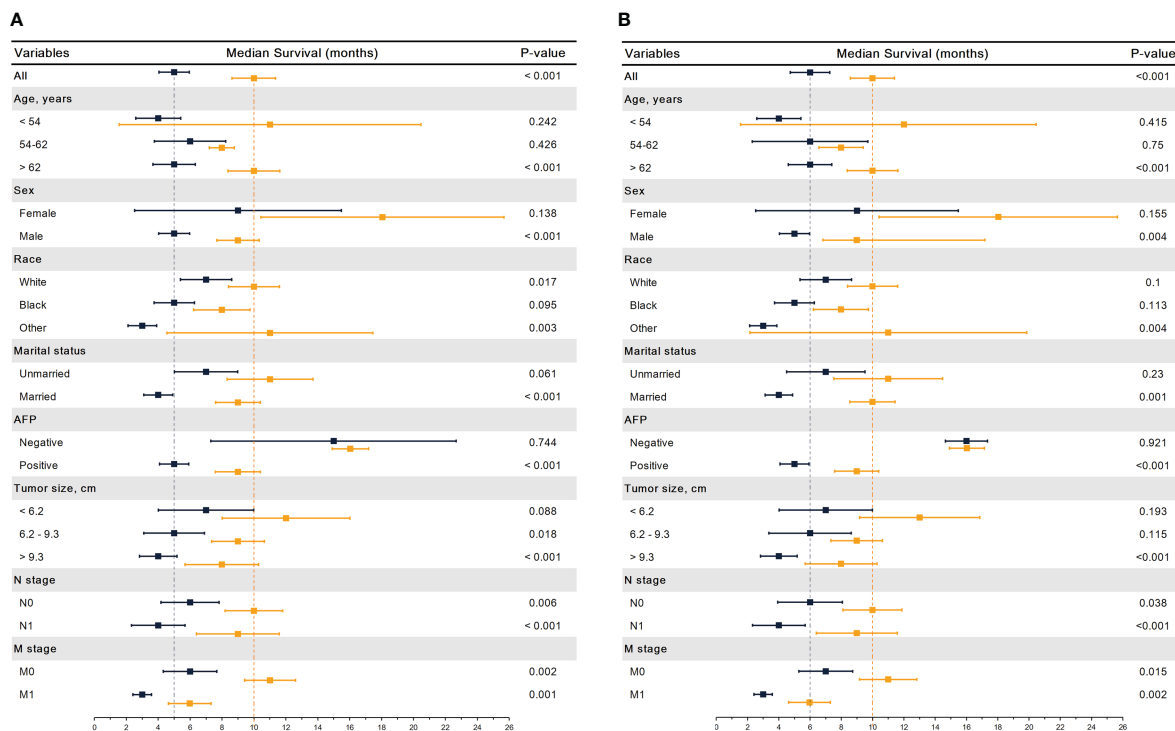 A
Variables Median Survival (months) P-value
All < 0.001
Age, years
< 54 0.242
54-62 0.426
> 62 < 0.001
Sex
Female 0.138
Male < 0.001
Race
White 0.017
Black 0.095
Other 0.003
Marital status
Unmarried 0.061
Married < 0.001
AFP
Negative 0.744
Positive < 0.001
Tumor size, cm
< 6.2 0.088
6.2 - 9.3 0.018
> 9.3 < 0.001
N stage
N0 0.006
N1 < 0.001
M stage
M0 0.002
M1 0.001
0 2 4 6 8 10 12 14 16 18 20 22 24 26
B
Variables Median Survival (months) P-value
All <0.001
Age, years
< 54 0.415
54-62 0.75
> 62 <0.001
Sex
Female 0.155
Male 0.004
Race
White 0.1
Black 0.113
Other 0.004
Marital status
Unmarried 0.23
Married 0.001
AFP
Negative 0.921
Positive <0.001
Tumor size, cm
< 6.2 0.193
6.2 - 9.3 0.115
> 9.3 <0.001
N stage
N0 0.038
N1 <0.001
M stage
M0 0.015
M1 0.002
0 2 4 6 8 10 12 14 16 18 20 22 24 26